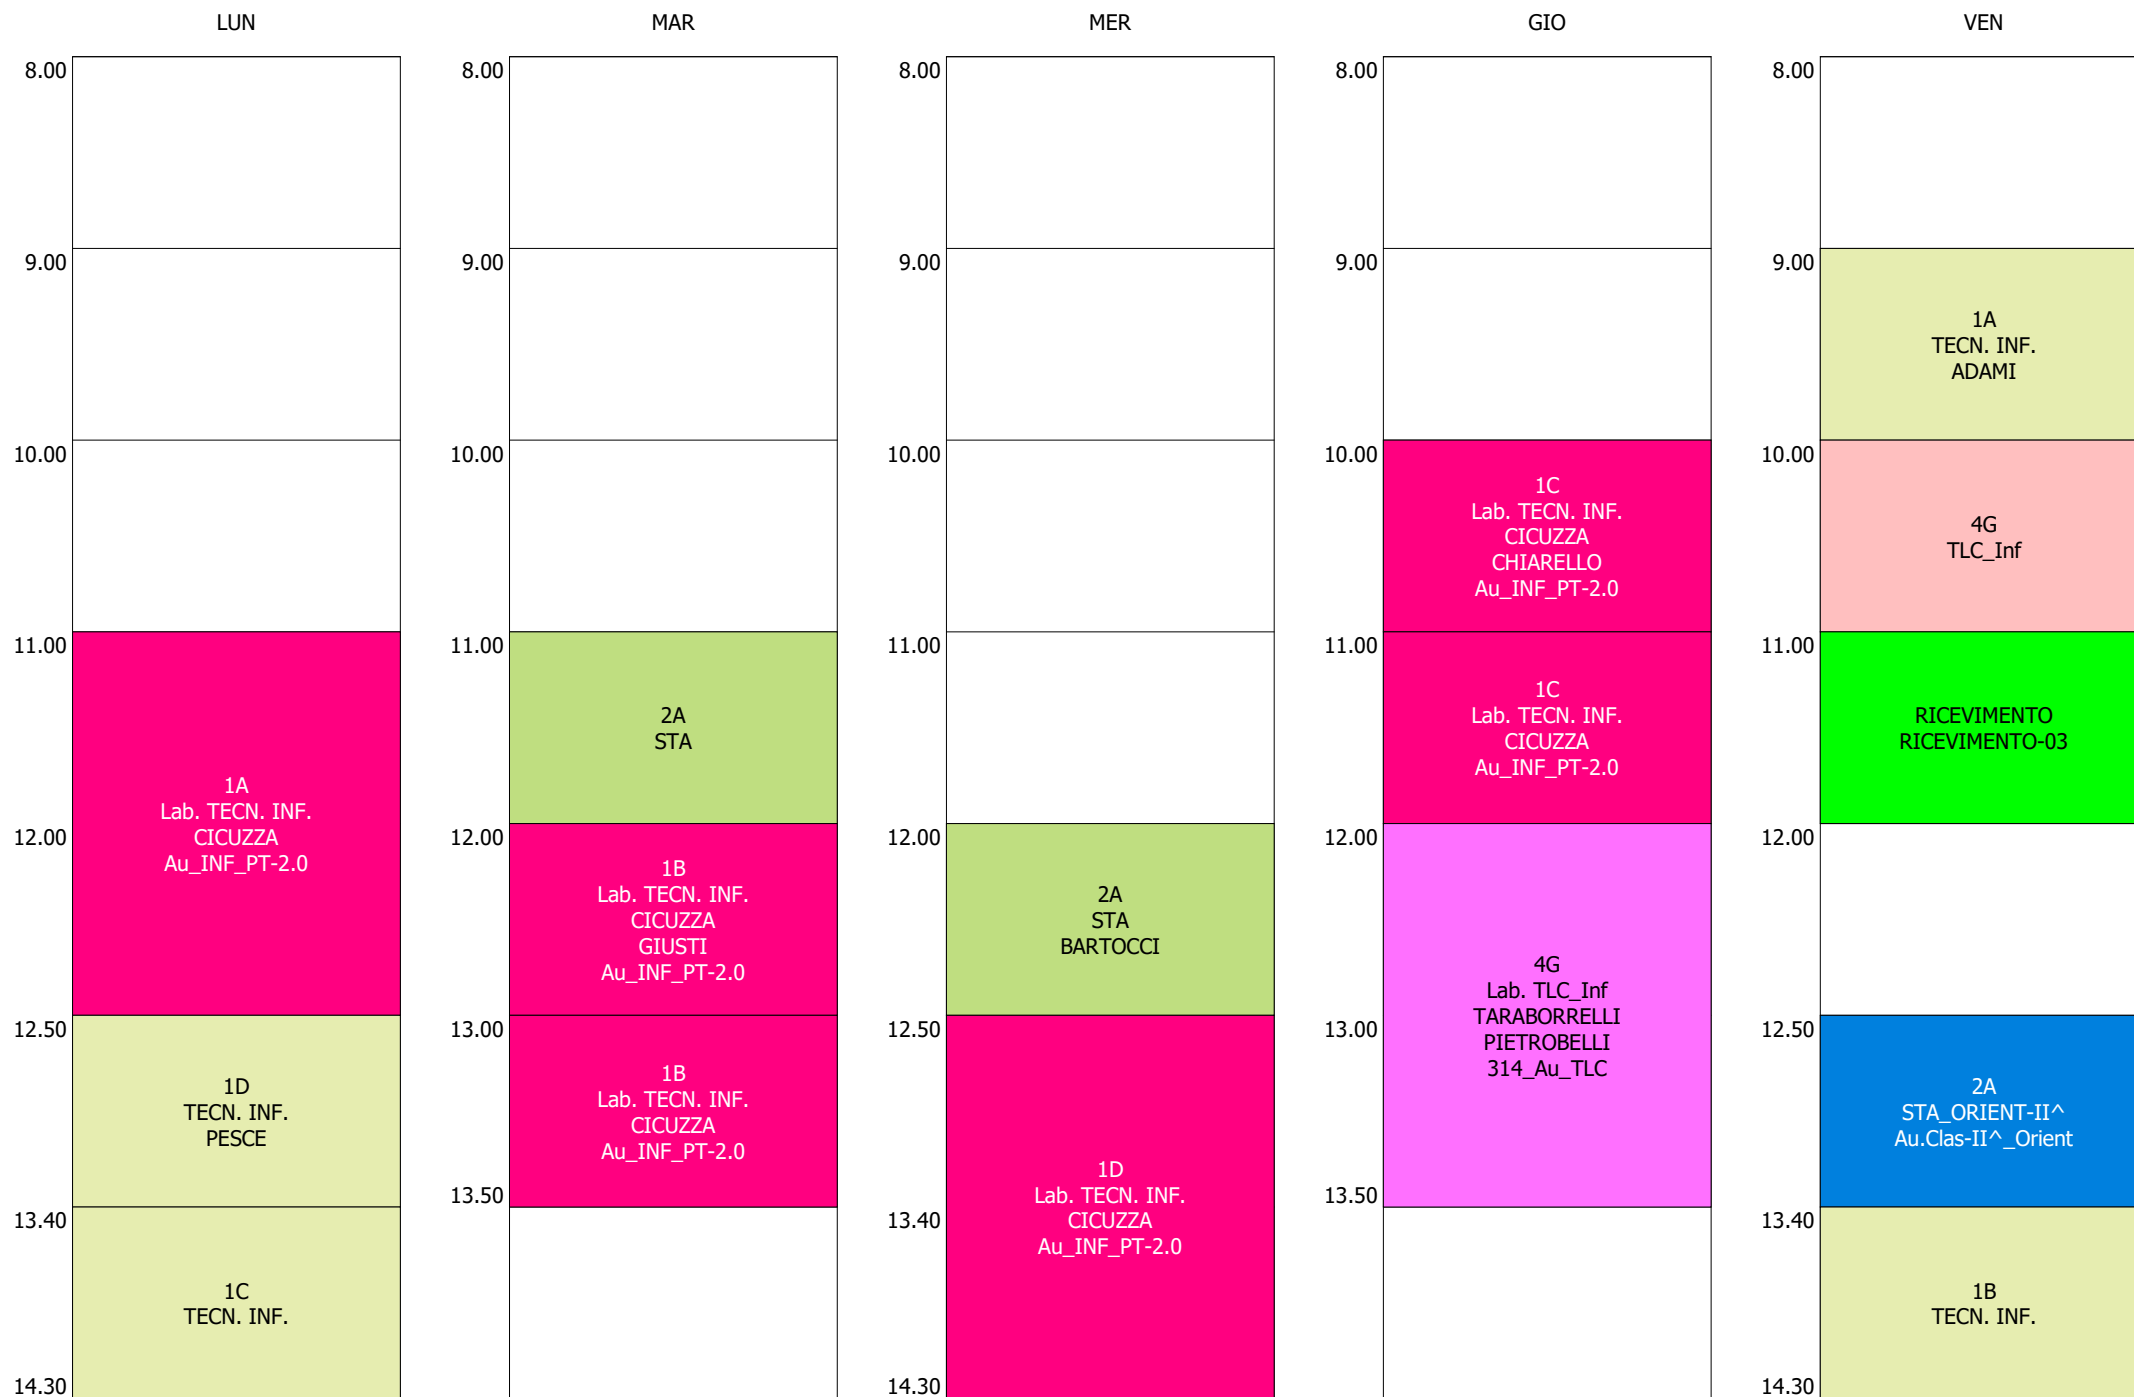 LUN
8.00
9.00
10.00
11.00
1A
Lab. TECN. INF.
CICUZZA
Au_INF_PT-2.0
12.00
12.50
1D
TECN. INF.
PESCE
13.40
1C
TECN. INF.
14.30
MAR
8.00
9.00
10.00
11.00
2A
STA
12.00
1B
Lab. TECN. INF.
CICUZZA
GIUSTI
Au_INF_PT-2.0
13.00
1B
Lab. TECN. INF.
CICUZZA
Au_INF_PT-2.0
13.50
MER
8.00
9.00
10.00
11.00
12.00
2A
STA
BARTOCCI
12.50
1D
Lab. TECN. INF.
CICUZZA
Au_INF_PT-2.0
13.40
14.30
GIO
8.00
9.00
10.00
1C
Lab. TECN. INF.
CICUZZA
CHIARELLO
Au_INF_PT-2.0
11.00
1C
Lab. TECN. INF.
CICUZZA
Au_INF_PT-2.0
12.00
4G
Lab. TLC_Inf
TARABORRELLI
PIETROBELLI
314_Au_TLC
13.00
13.50
VEN
8.00
9.00
1A
TECN. INF.
ADAMI
10.00
4G
TLC_Inf
11.00
RICEVIMENTO
RICEVIMENTO-03
12.00
12.50
2A
STA_ORIENT-II^
Au.Clas-II^_Orient
13.40
1B
TECN. INF.
14.30